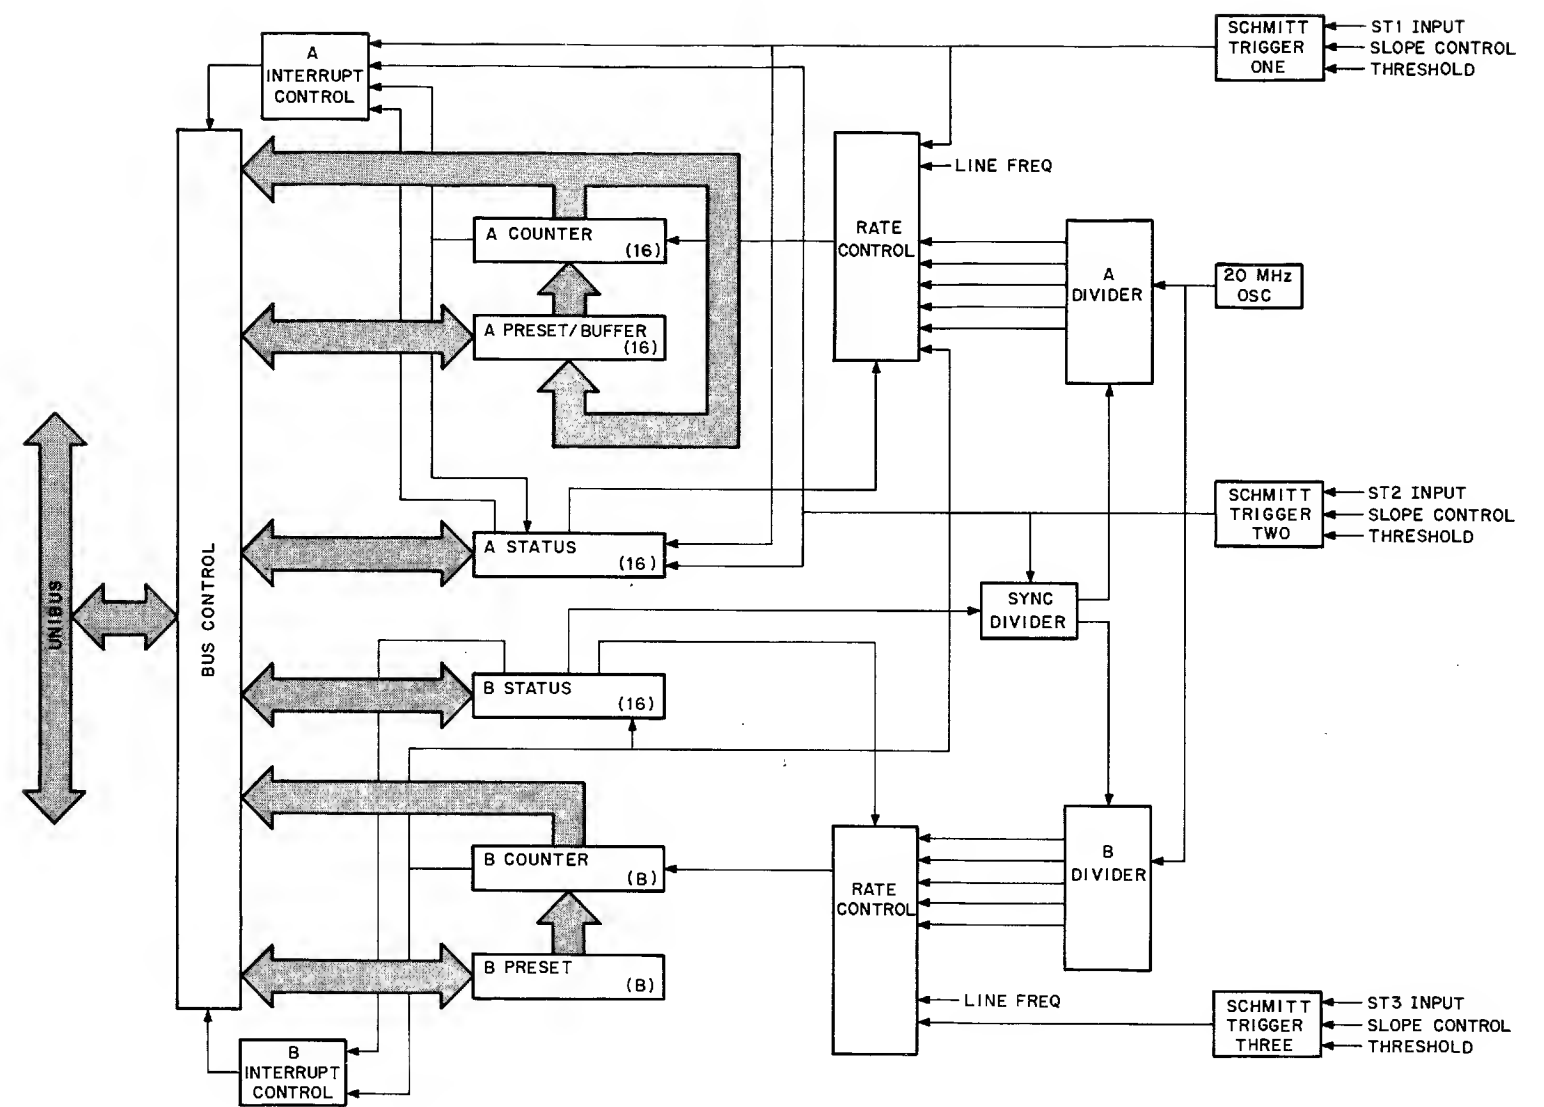 SCHMITT
TRIGGER
ONE
ST1 INPUT
SLOPE CONTROL
THRESHOLD
A
INTERRUPT
CONTROL
LINE FREQ
A COUNTER
(16)
RATE
CONTROL
A
DIVIDER
20 MHz
OSC
A PRESET/BUFFER
(16)
SCHMITT
TRIGGER
TWO
ST2 INPUT
SLOPE CONTROL
THRESHOLD
A STATUS
(16)
UNIBUS
BUS CONTROL
SYNC
DIVIDER
B STATUS
(16)
B COUNTER
(B)
RATE
CONTROL
B
DIVIDER
B PRESET
(B)
LINE FREQ
SCHMITT
TRIGGER
THREE
ST3 INPUT
SLOPE CONTROL
THRESHOLD
B
INTERRUPT
CONTROL